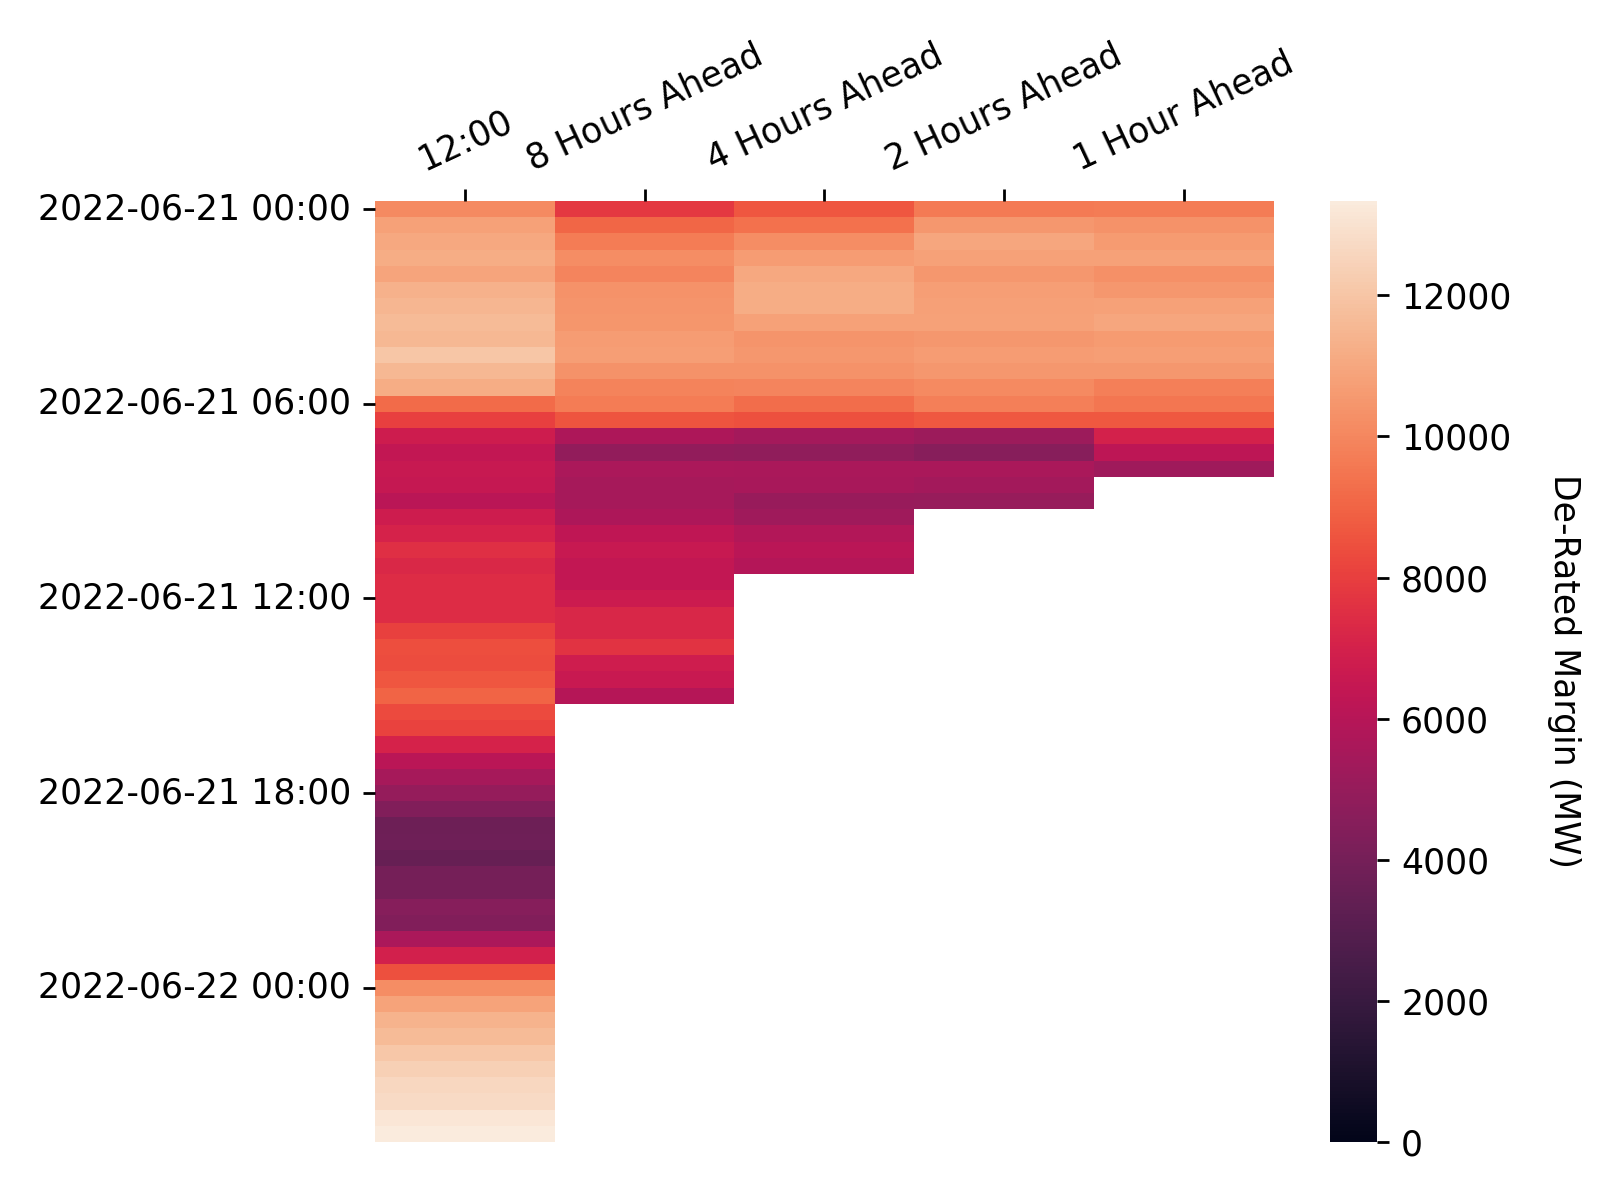 12:00
8 Hours Ahead
4 Hours Ahead
2 Hours Ahead
1 Hour Ahead
2022-06-21 00:00
2022-06-21 06:00
2022-06-21 12:00
2022-06-21 18:00
2022-06-22 00:00
12000
10000
8000
6000
4000
2000
0
De-Rated Margin (MW)